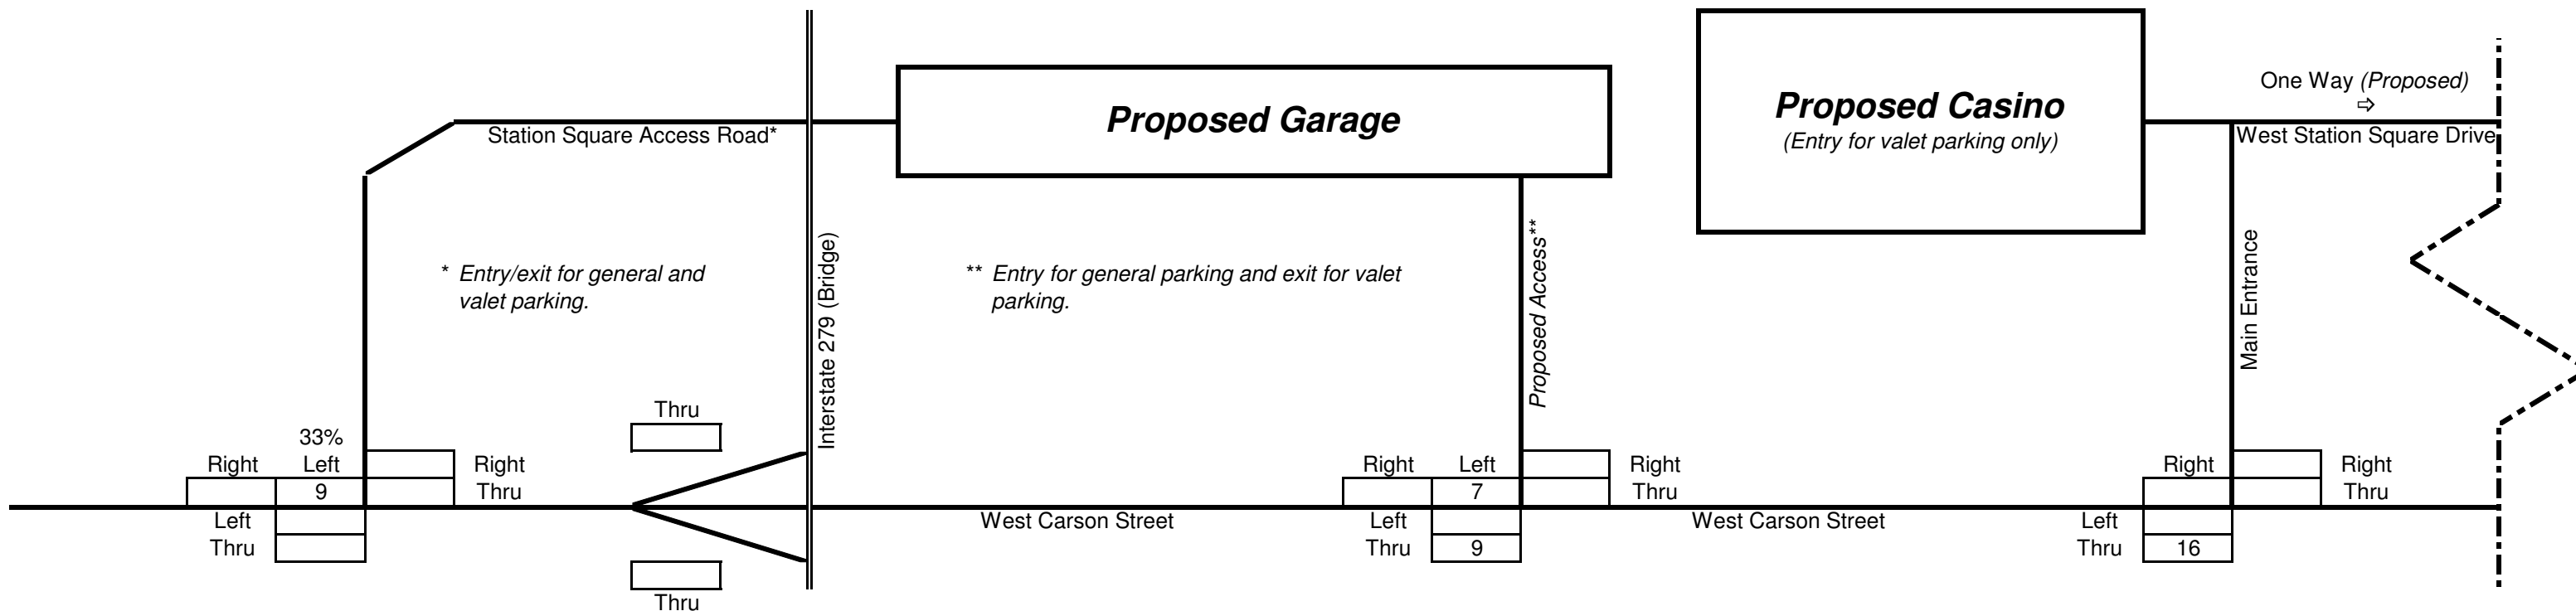 One Way (Proposed)
⇨
Proposed Garage
Proposed Casino
(Entry for valet parking only)
Station Square Access Road*
West Station Square Drive
* Entry/exit for general and
valet parking.
Interstate 279 (Bridge)
** Entry for general parking and exit for valet
parking.
Proposed Access**
Main Entrance
Thru
33%
Right Left Right
9 Thru
Left
Thru
Thru
West Carson Street
Right Left Right
7 Thru
Left
Thru 9
West Carson Street
Right Right
Thru
Left
Thru 16